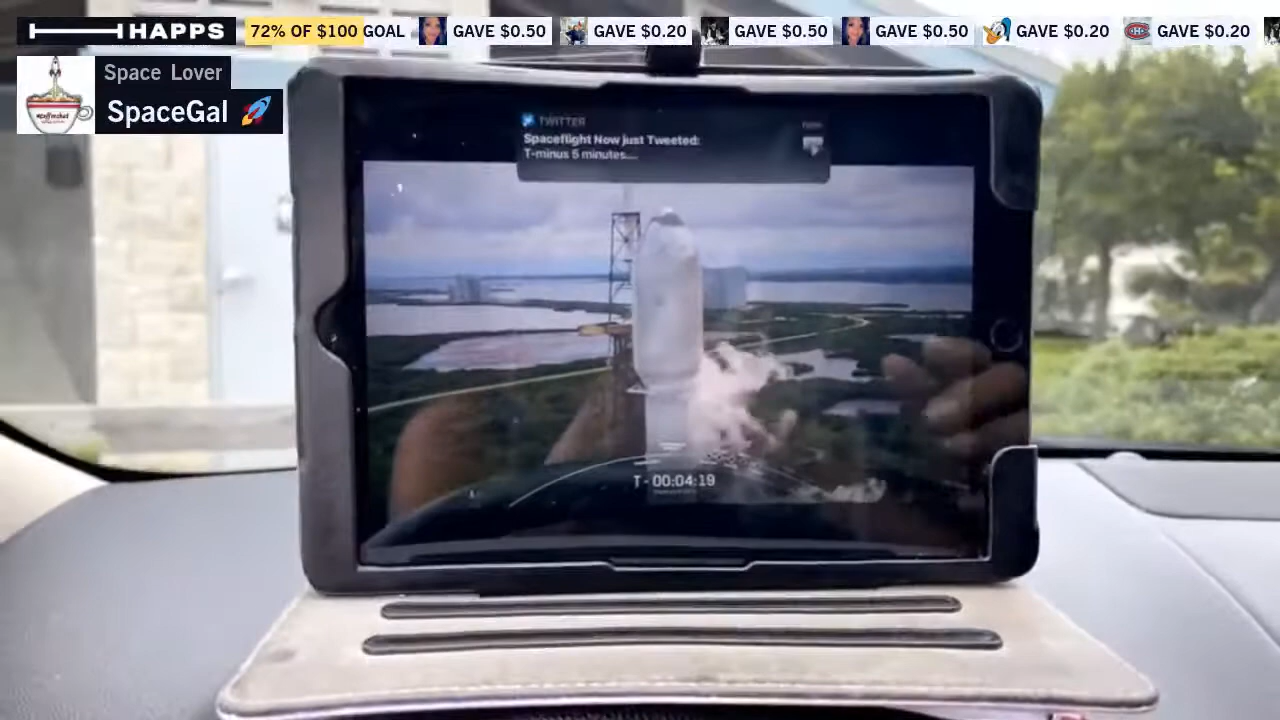 HAPPS
72% OF $100 GOAL
GAVE $0.50
GAVE $0.20
GAVE $0.50
GAVE $0.50
GAVE $0.20
GAVE $0.20
Space Lover
SpaceGal
TWITTER
now
Spaceflight Now just Tweeted:
T-minus 5 minutes....
T- 00:04:19